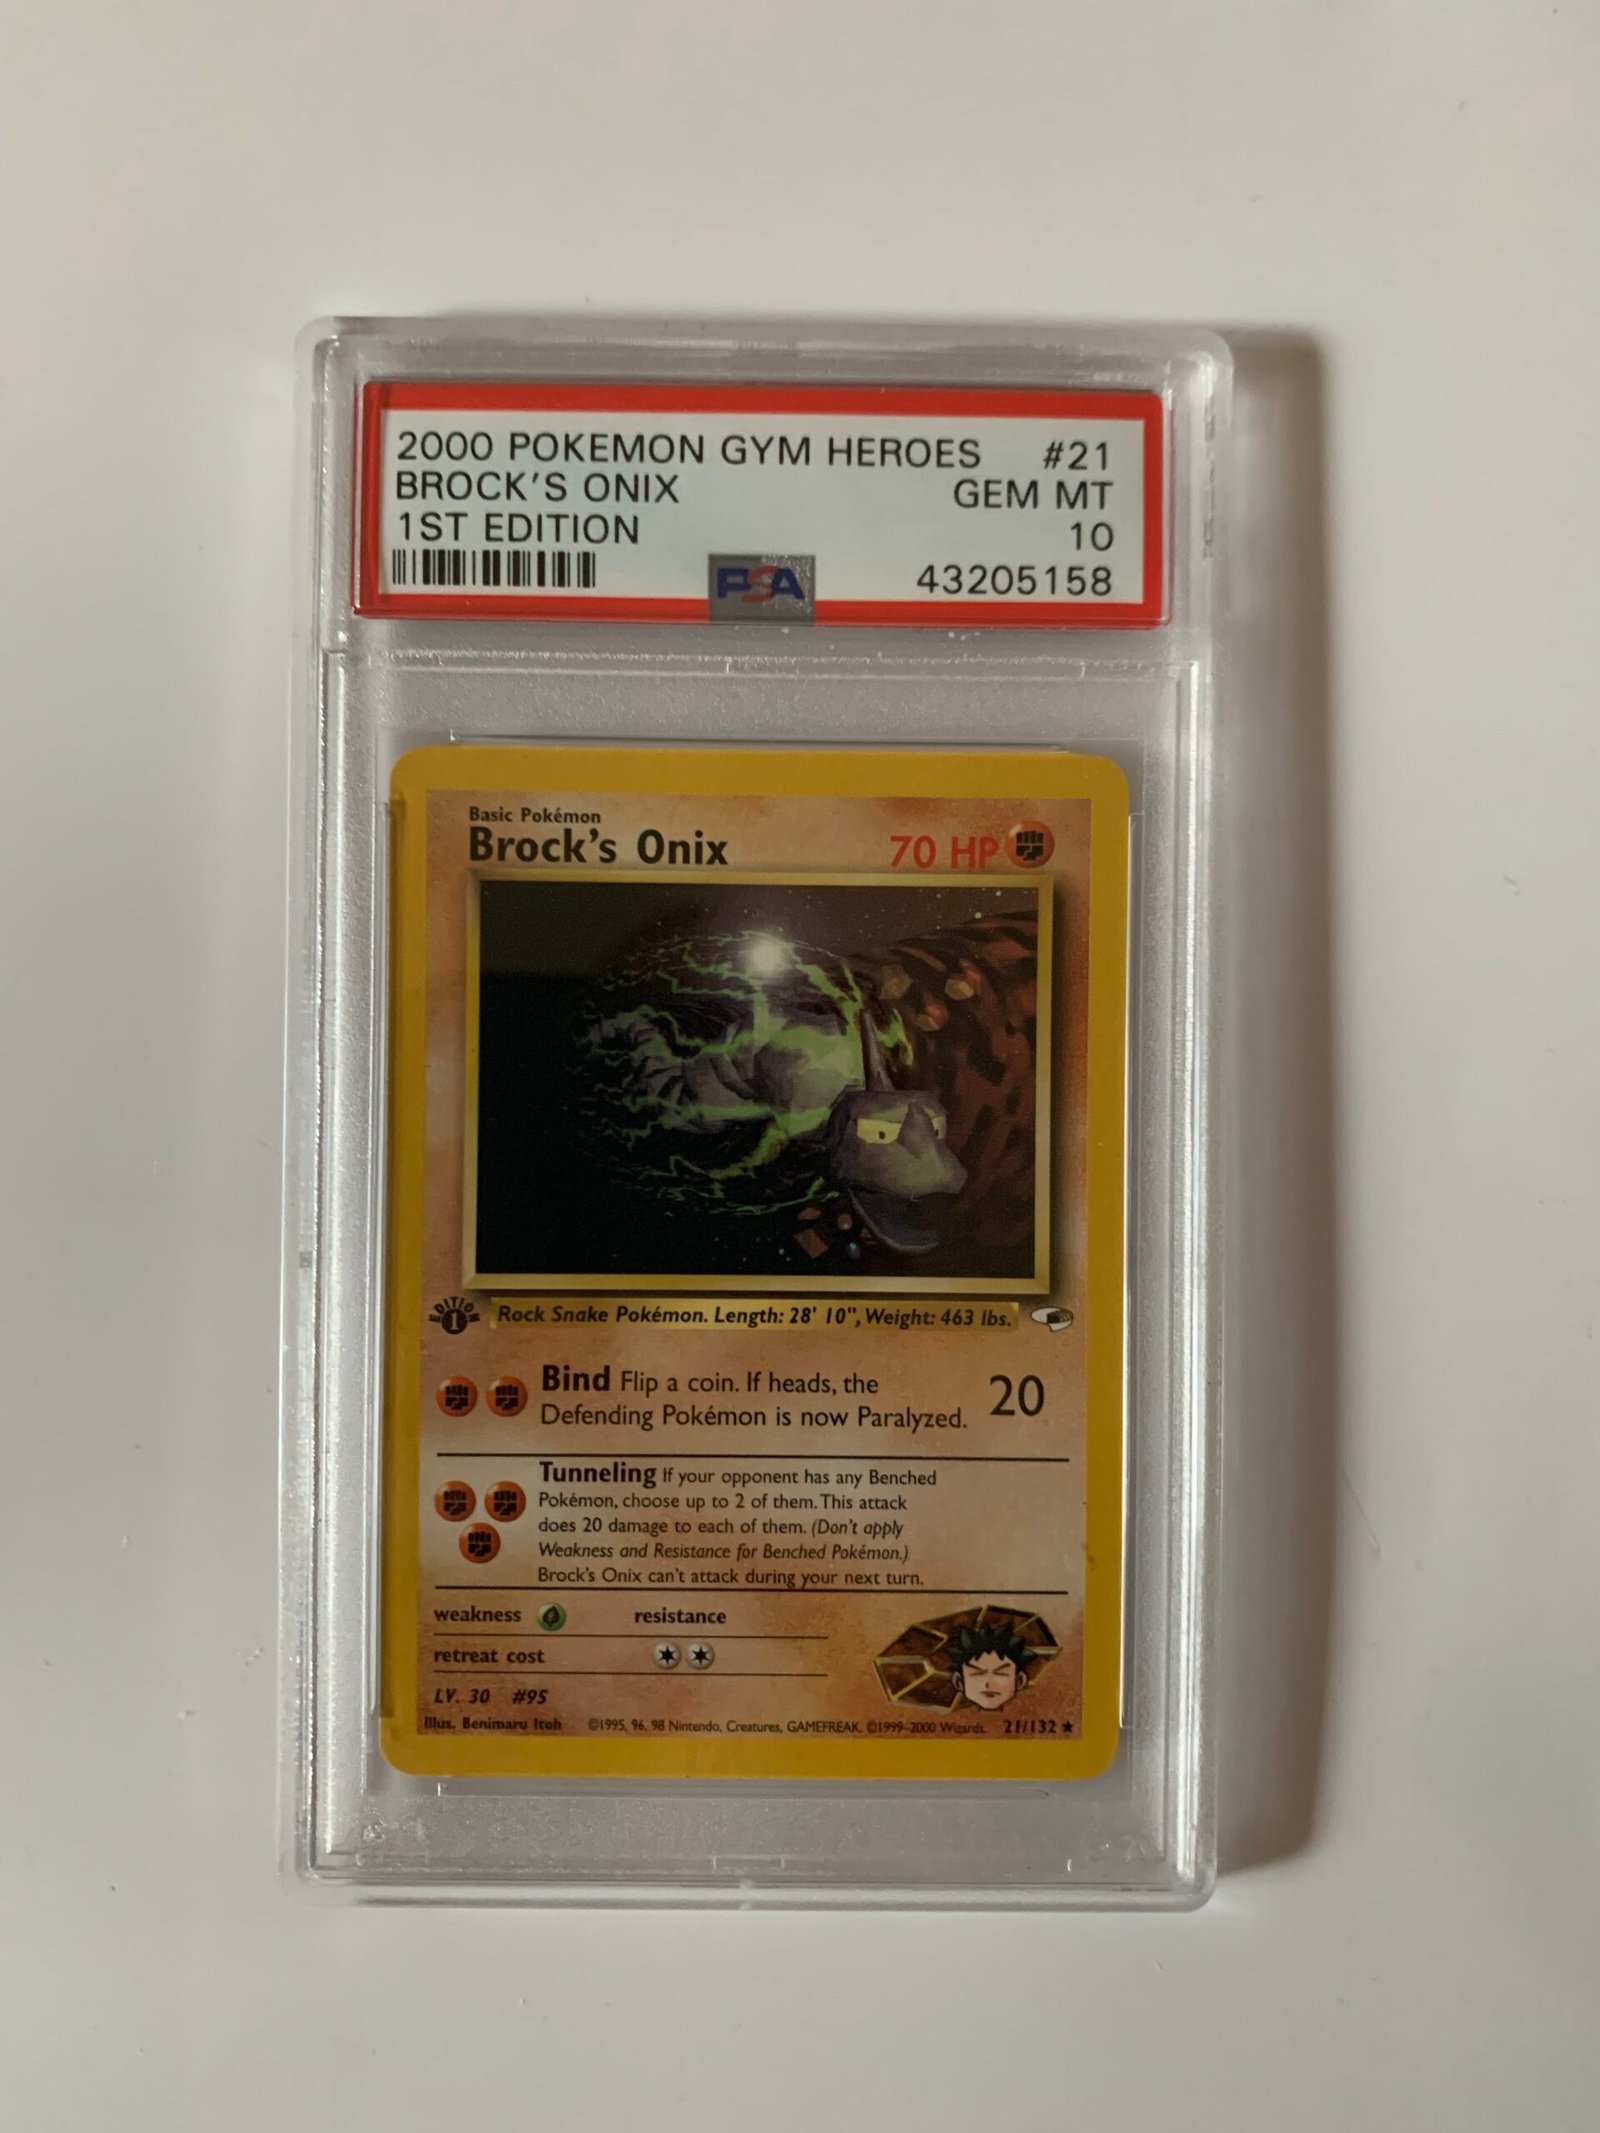 2000 POKEMON GYM HEROES #21
BROCK'S ONIX GEM MT
1ST EDITION 10
PSA 43205158
Basic Pokémon
Brock's Onix 70 HP
EDITION
1
Rock Snake Pokémon. Length: 28' 10", Weight: 463 lbs.
Bind Flip a coin. If heads, the
Defending Pokémon is now Paralyzed. 20
Tunneling If your opponent has any Benched
Pokémon, choose up to 2 of them. This attack
does 20 damage to each of them. (Don't apply
Weakness and Resistance for Benched Pokémon.)
Brock's Onix can't attack during your next turn.
weakness resistance
retreat cost
LV. 30 #95
Illus. Benimaru Itoh ©1995, 96, 98 Nintendo, Creatures, GAMEFREAK. ©1999-2000 Wizards. 21/132 ★